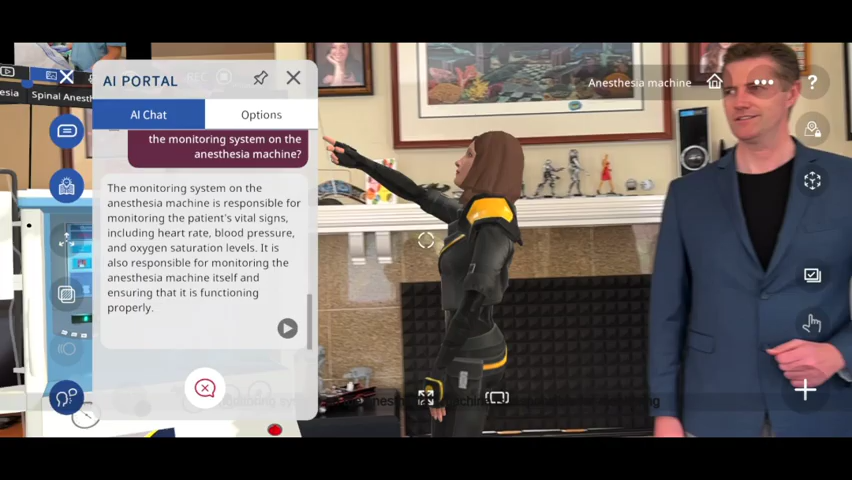 REC
esia
Spinal Anest
AI PORTAL
AI Chat
Options
the monitoring system on the
anesthesia machine?
The monitoring system on the
anesthesia machine is responsible for
monitoring the patient's vital signs,
including heart rate, blood pressure,
and oxygen saturation levels. It is
also responsible for monitoring the
anesthesia machine itself and
ensuring that it is functioning
properly.
Anesthesia machine
?